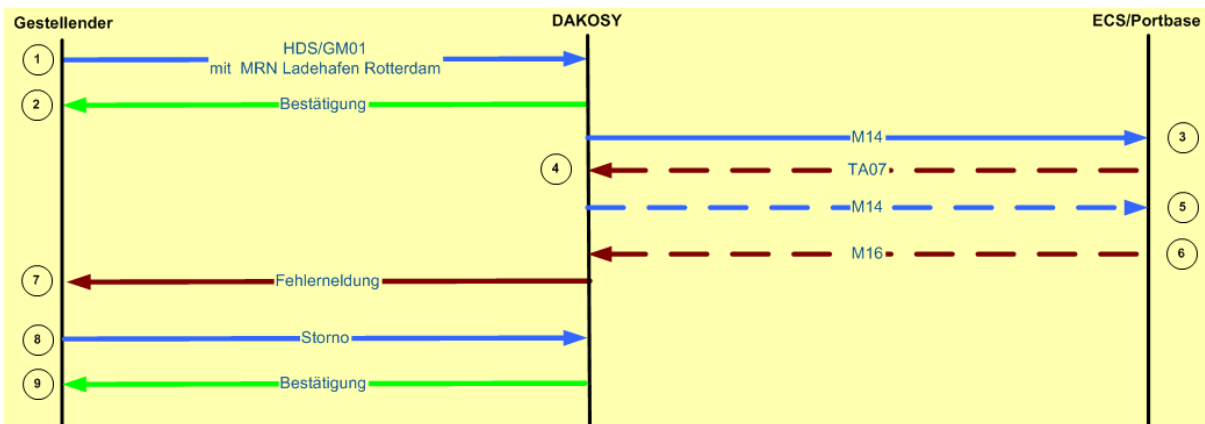 Gestellender DAKOSY ECS/Portbase
1 HDS/GM01
mit MRN Ladehafen Rotterdam
2 Bestätigung
M14 3
4 TA07
M14 5
M16 6
7 Fehlerneldung
8 Storno
9 Bestätigung